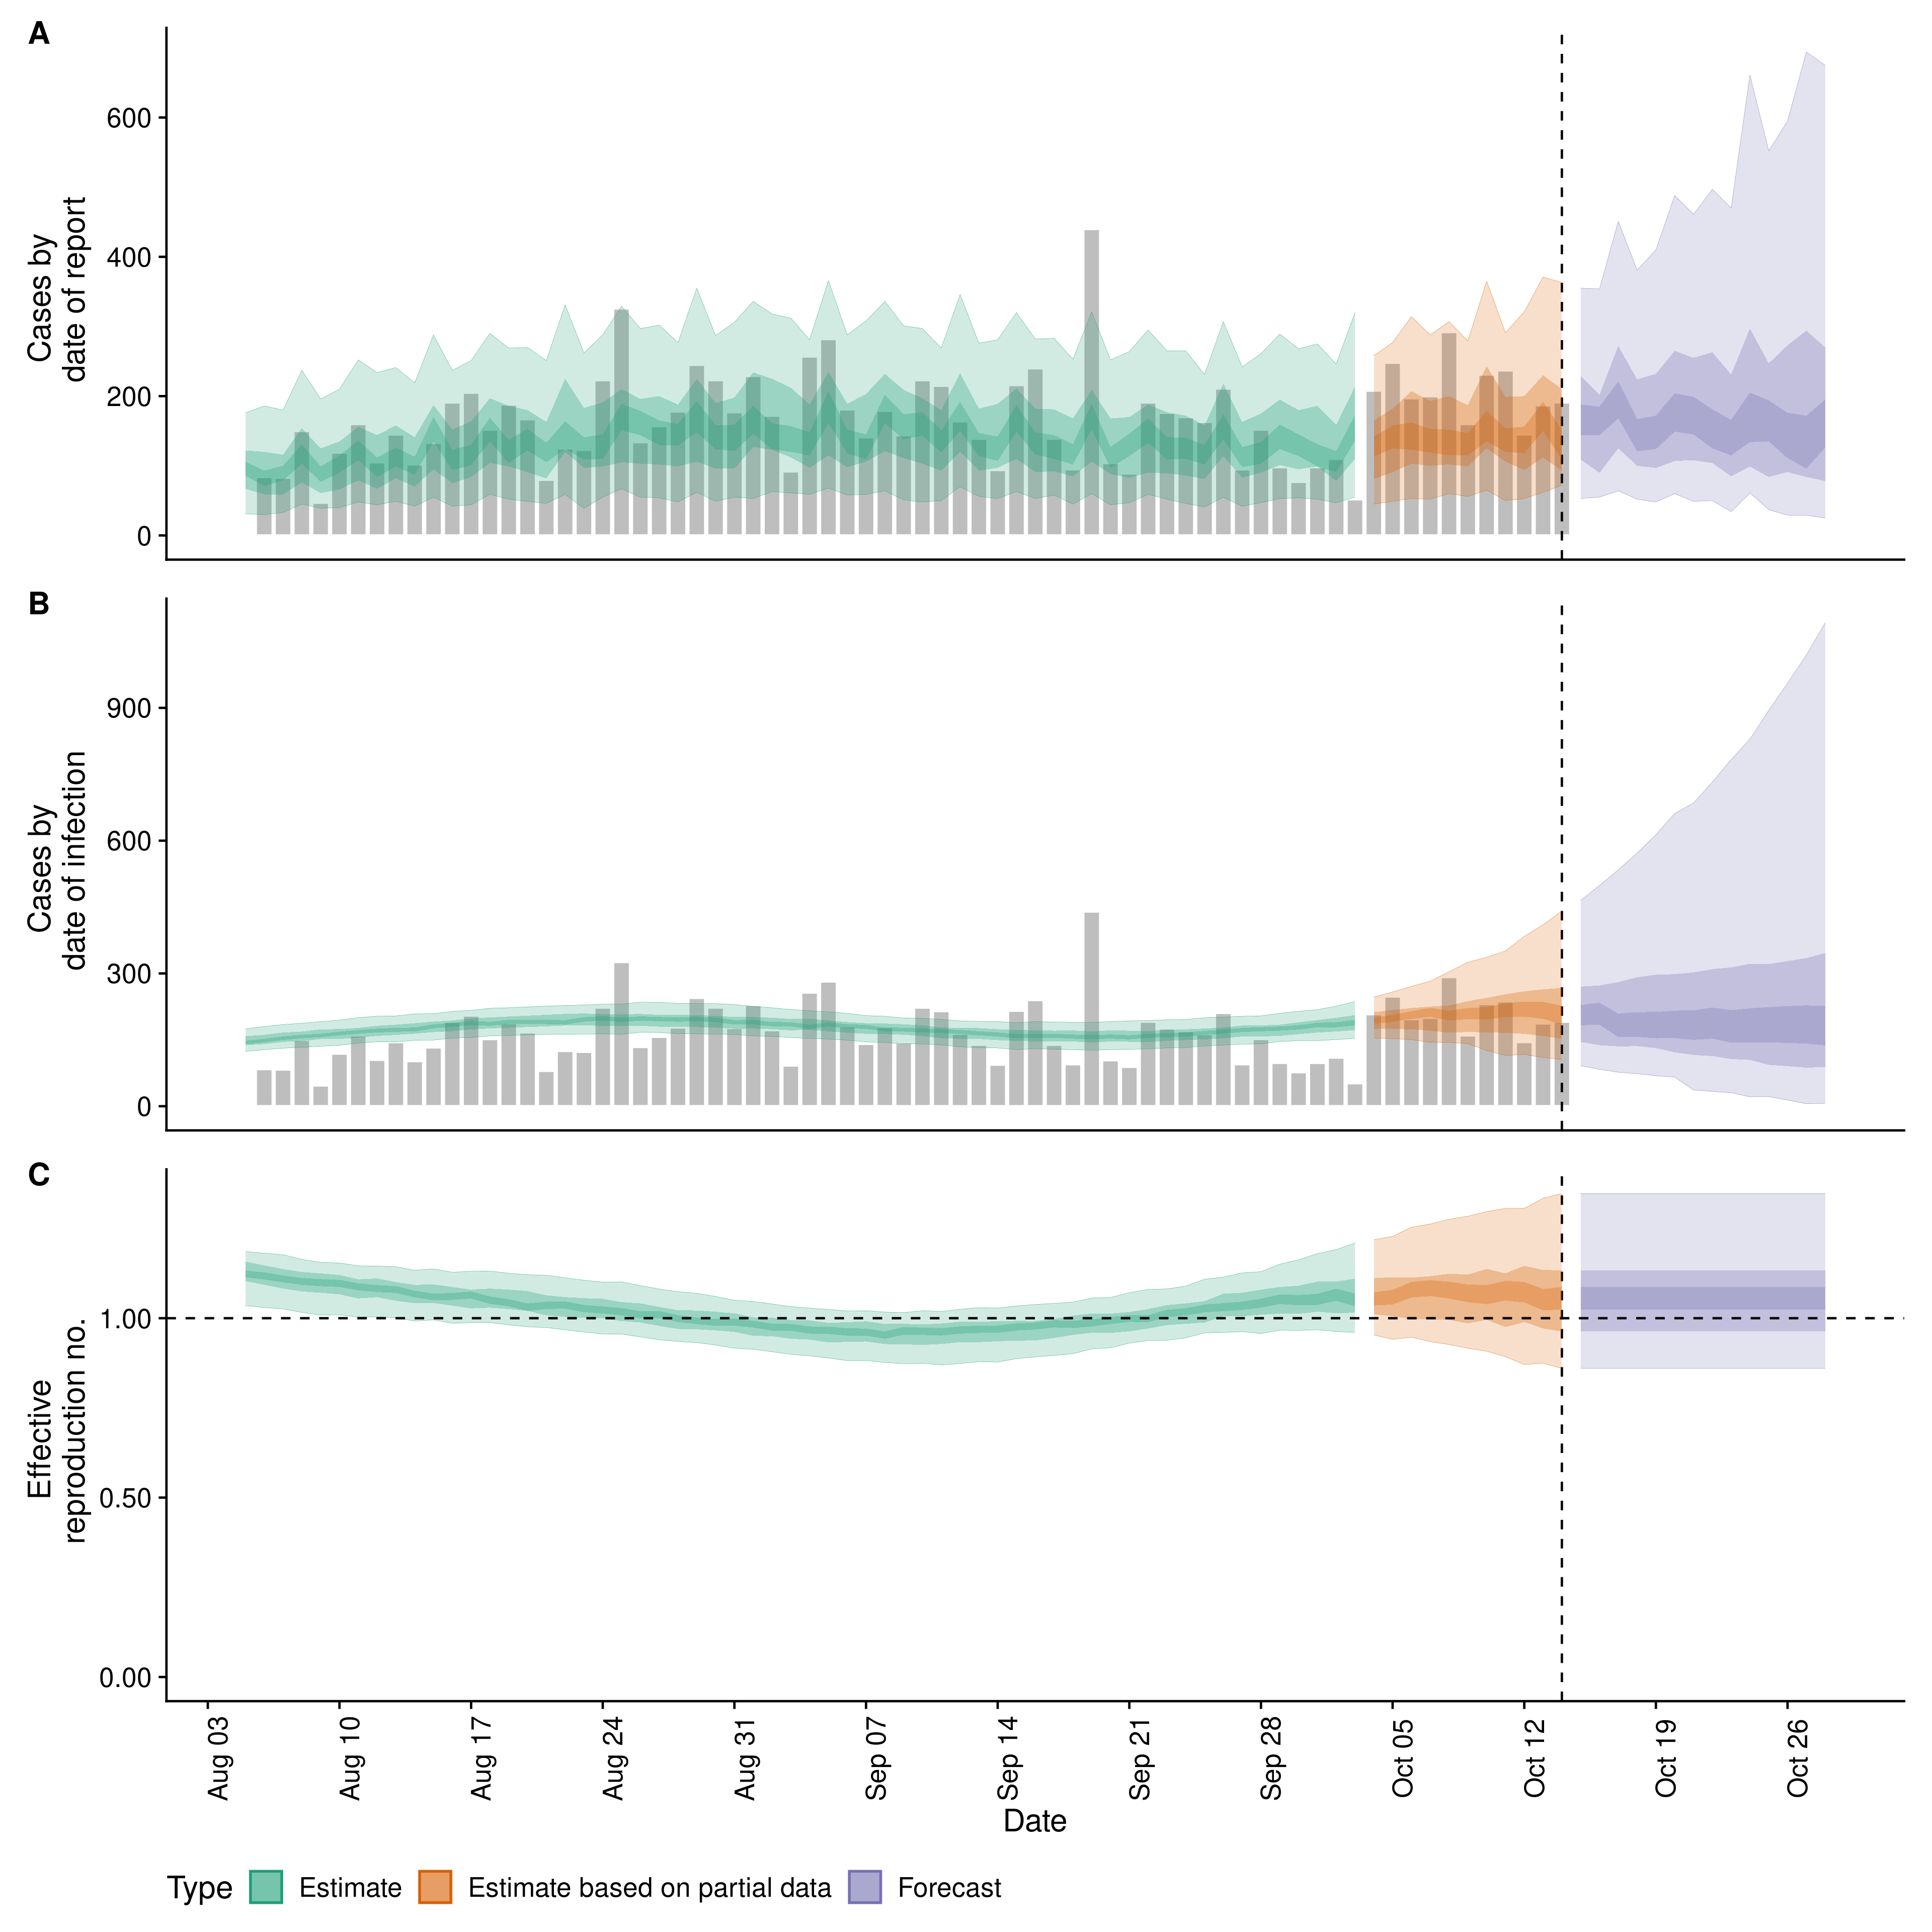 A
600
400
200
0
Cases by
date of report
B
900
600
300
0
Cases by
date of infection
C
1.00
0.50
0.00
Effective
reproduction no.
Aug 03
Aug 10
Aug 17
Aug 24
Aug 31
Sep 07
Sep 14
Sep 21
Sep 28
Oct 05
Oct 12
Oct 19
Oct 26
Date
Type Estimate Estimate based on partial data Forecast